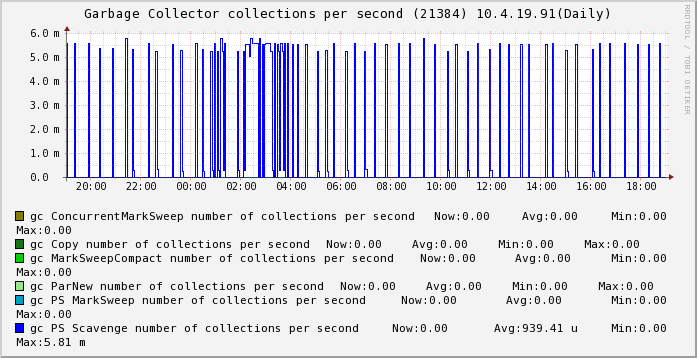 Garbage Collector collections per second (21384) 10.4.19.91(Daily)
RRDTOOL / TOBI OETIKER
6.0 m
5.0 m
4.0 m
3.0 m
2.0 m
1.0 m
0.0
20:00 22:00 00:00 02:00 04:00 06:00 08:00 10:00 12:00 14:00 16:00 18:00
gc ConcurrentMarkSweep number of collections per second Now:0.00 Avg:0.00 Min:0.00
Max:0.00
gc Copy number of collections per second Now:0.00 Avg:0.00 Min:0.00 Max:0.00
gc MarkSweepCompact number of collections per second Now:0.00 Avg:0.00 Min:0.00
Max:0.00
gc ParNew number of collections per second Now:0.00 Avg:0.00 Min:0.00 Max:0.00
gc PS MarkSweep number of collections per second Now:0.00 Avg:0.00 Min:0.00
Max:0.00
gc PS Scavenge number of collections per second Now:0.00 Avg:939.41 u Min:0.00
Max:5.81 m